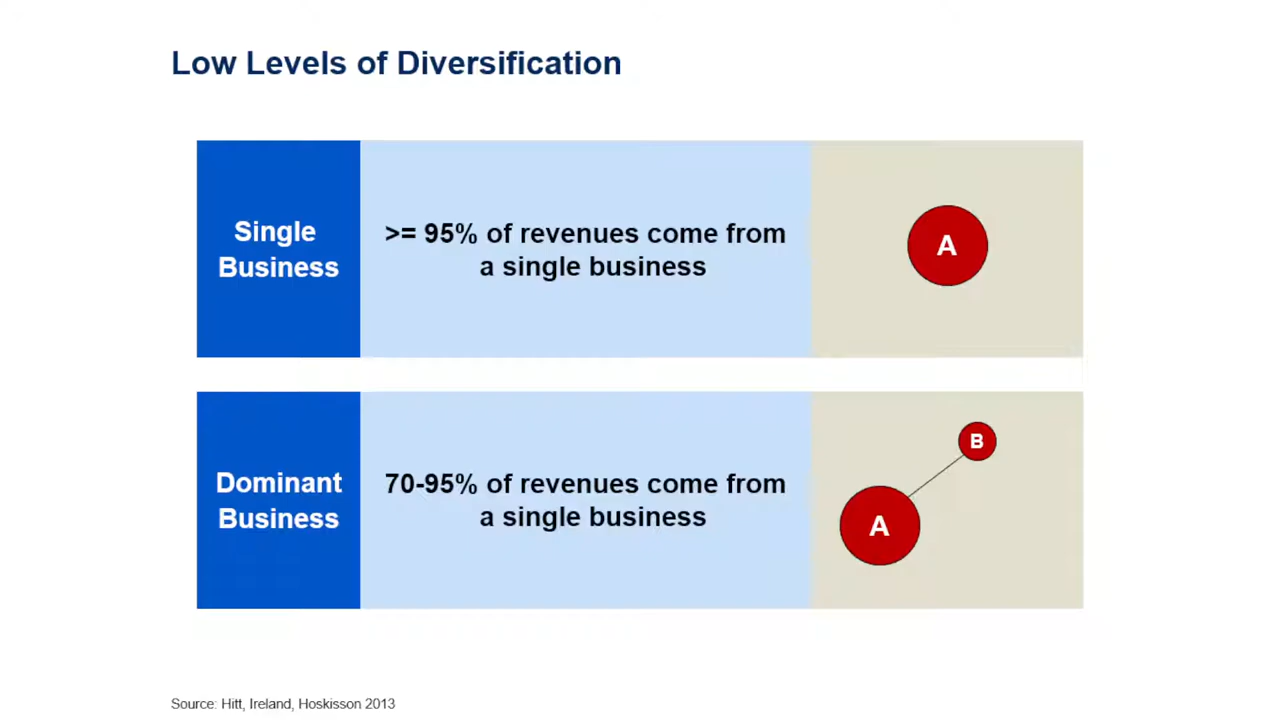 Low Levels of Diversification
Single
Business
>= 95% of revenues come from
a single business
A
Dominant
Business
70-95% of revenues come from
a single business
B
A
Source: Hitt, Ireland, Hoskisson 2013